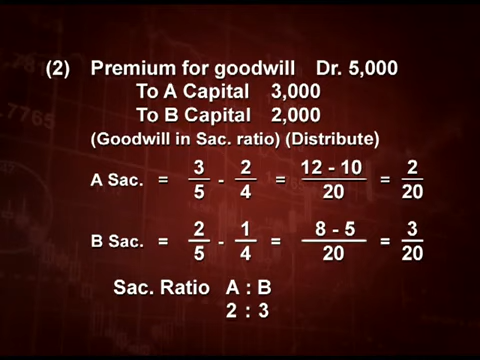 (2) Premium for goodwill Dr. 5,000
To A Capital 3,000
To B Capital 2,000
(Goodwill in Sac. ratio) (Distribute)
A Sac. = 3/5 - 2/4 = 12 - 10/20 = 2/20
B Sac. = 2/5 - 1/4 = 8 - 5/20 = 3/20
Sac. Ratio A : B
2 : 3